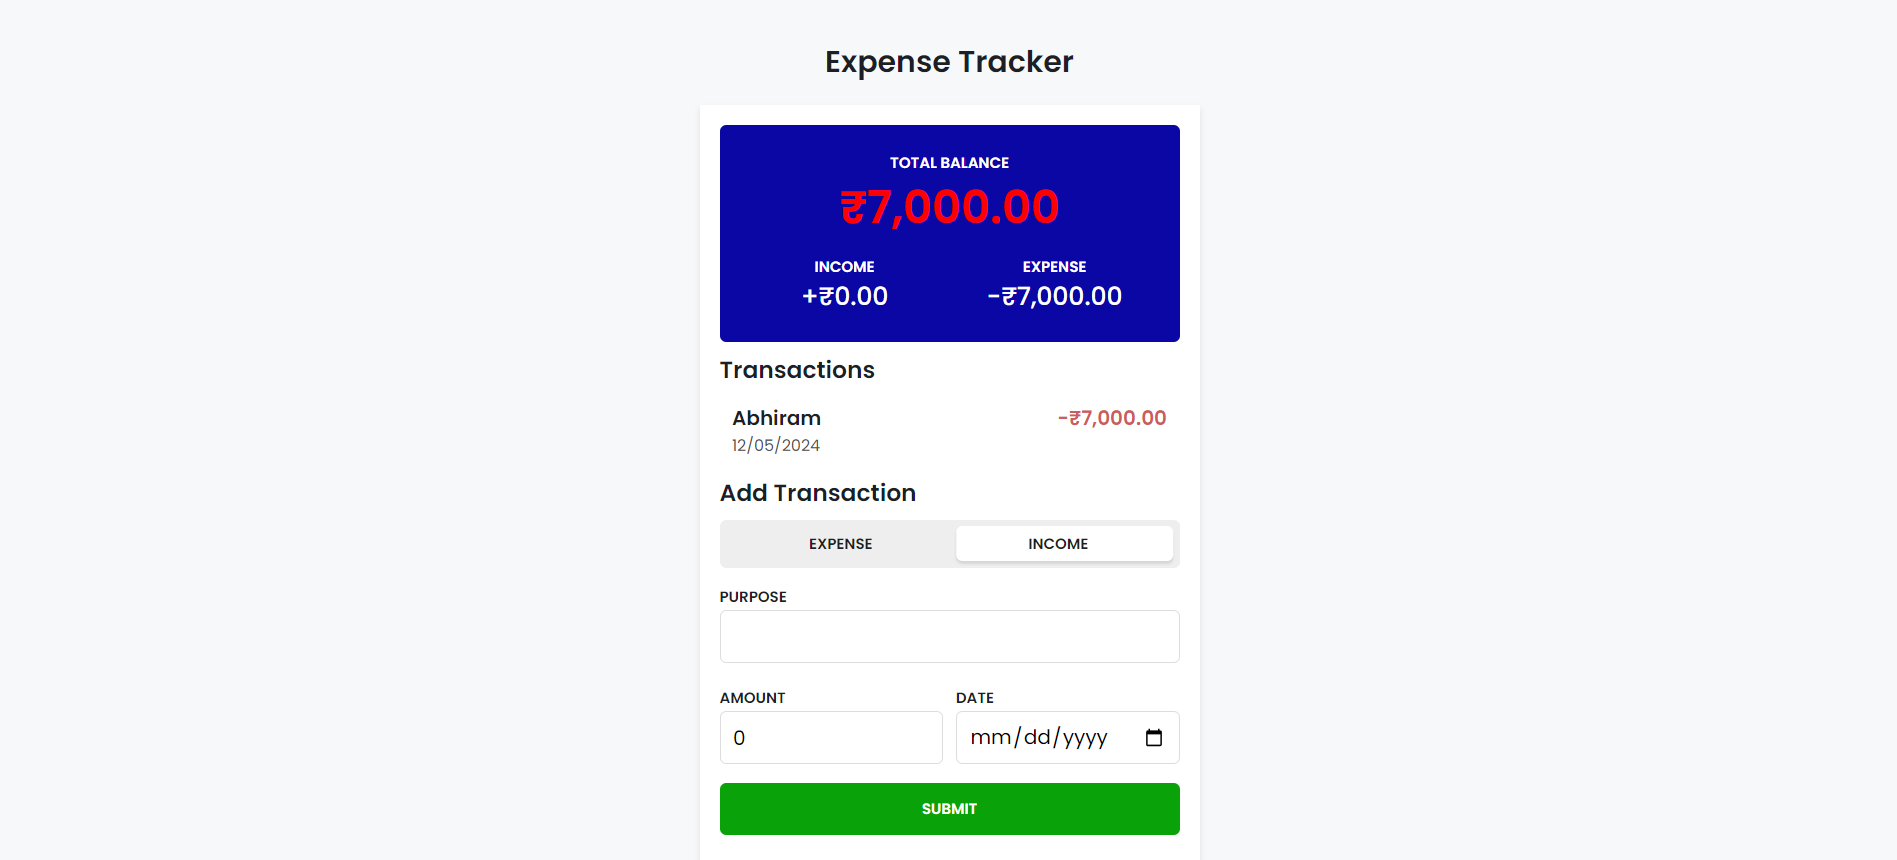 Expense Tracker
TOTAL BALANCE
₹7,000.00
INCOME EXPENSE
+₹0.00 -₹7,000.00
Transactions
Abhiram -₹7,000.00
12/05/2024
Add Transaction
EXPENSE INCOME
PURPOSE
AMOUNT DATE
0 mm/dd/yyyy
SUBMIT